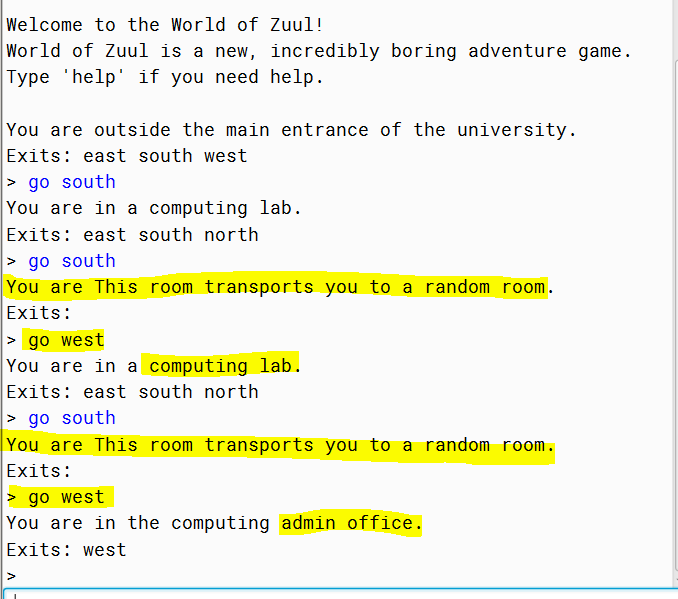 Welcome to the World of Zuul!
World of Zuul is a new, incredibly boring adventure game.
Type 'help' if you need help.
You are outside the main entrance of the university.
Exits: east south west
> go south
You are in a computing lab.
Exits: east south north
> go south
You are This room transports you to a random room.
Exits:
> go west
You are in a computing lab.
Exits: east south north
> go south
You are This room transports you to a random room.
Exits:
> go west
You are in the computing admin office.
Exits: west
>